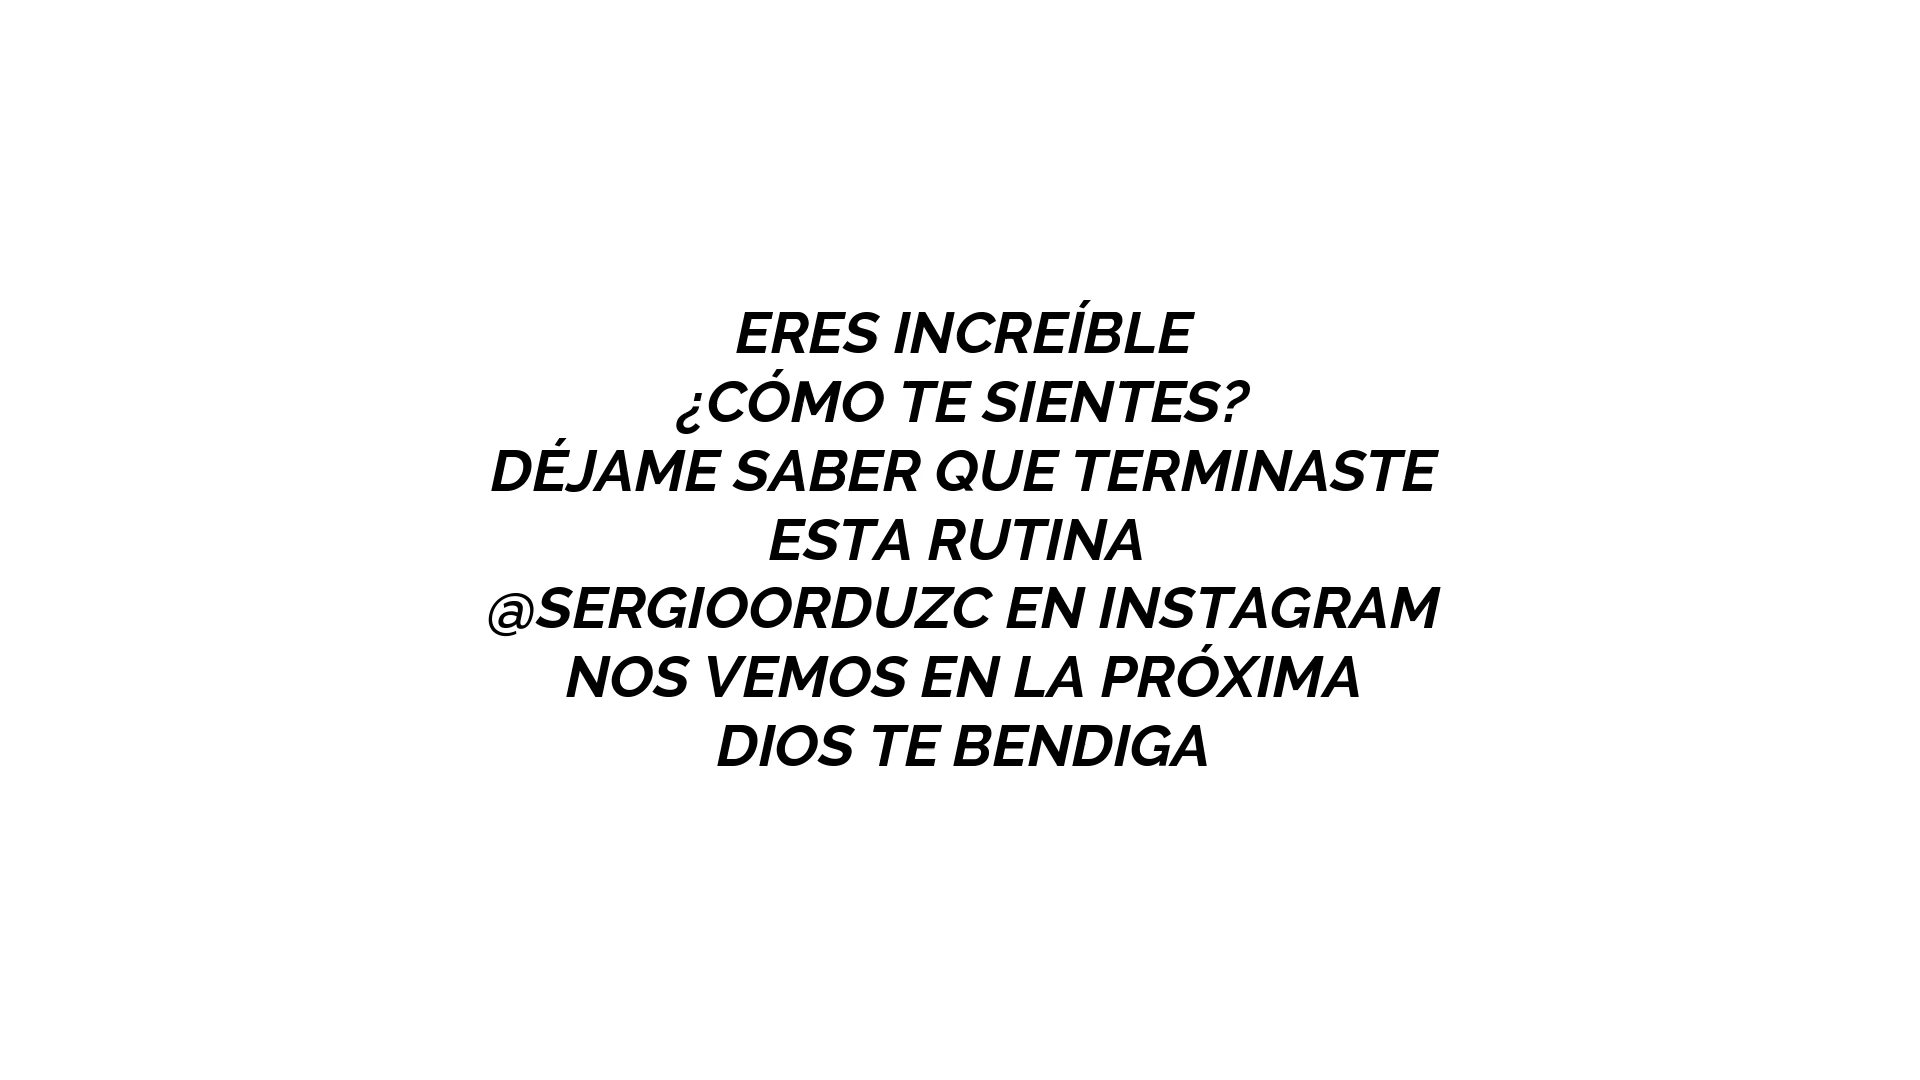 ERES INCREÍBLE
¿CÓMO TE SIENTES?
DÉJAME SABER QUE TERMINASTE
ESTA RUTINA
@SERGIOORDUZC EN INSTAGRAM
NOS VEMOS EN LA PRÓXIMA
DIOS TE BENDIGA